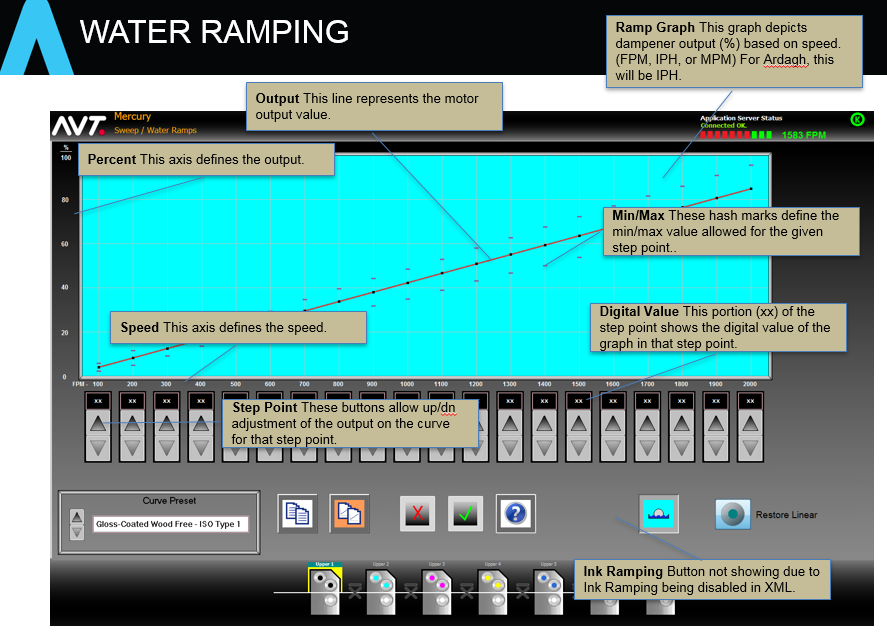 WATER RAMPING
Ramp Graph This graph depicts
dampener output (%) based on speed.
(FPM, IPH, or MPM) For Ardagh, this
will be IPH.
Output This line represents the motor
output value.
AVT.
Mercury
Sweep / Water Ramps
Application Server Status
Connected OK.
1583 FPM
K
%
100
Percent This axis defines the output.
80
Min/Max These hash marks define the
min/max value allowed for the given
step point..
60
40
Digital Value This portion (xx) of the
step point shows the digital value of the
graph in that step point.
Speed This axis defines the speed.
20
0
FPM - 100 200 300 400 500 600 700 800 900 1000 1100 1200 1300 1400 1500 1600 1700 1800 1900 2000
xx xx xx xx xx xx xx xx xx xx xx xx xx xx xx xx xx xx xx xx
Step Point These buttons allow up/dn
adjustment of the output on the curve
for that step point.
Curve Preset
Gloss-Coated Wood Free - ISO Type 1
X
?
Restore Linear
Upper 1 Upper 2 Upper 3 Upper 4 Upper 5
Ink Ramping Button not showing due to
Ink Ramping being disabled in XML.